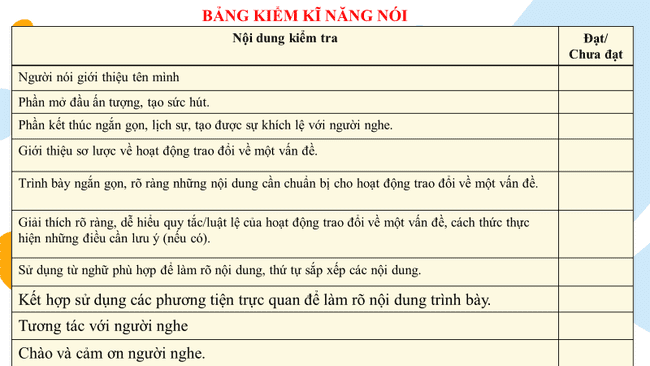 BẢNG KIỂM KĨ NĂNG NÓI
Nội dung kiểm tra
Đạt/
Chưa đạt
Người nói giới thiệu tên mình
Phần mở đầu ấn tượng, tạo sức hút.
Phần kết thúc ngắn gọn, lịch sự, tạo được sự khích lệ với người nghe.
Giới thiệu sơ lược về hoạt động trao đổi về một vấn đề.
Trình bày ngắn gọn, rõ ràng những nội dung cần chuẩn bị cho hoạt động trao đổi về một vấn đề.
Giải thích rõ ràng, dễ hiểu quy tắc/luật lệ của hoạt động trao đổi về một vấn đề, cách thức thực
hiện những điều cần lưu ý (nếu có).
Sử dụng từ nghữ phù hợp để làm rõ nội dung, thứ tự sắp xếp các nội dung.
Kết hợp sử dụng các phương tiện trực quan để làm rõ nội dung trình bày.
Tương tác với người nghe
Chào và cảm ơn người nghe.